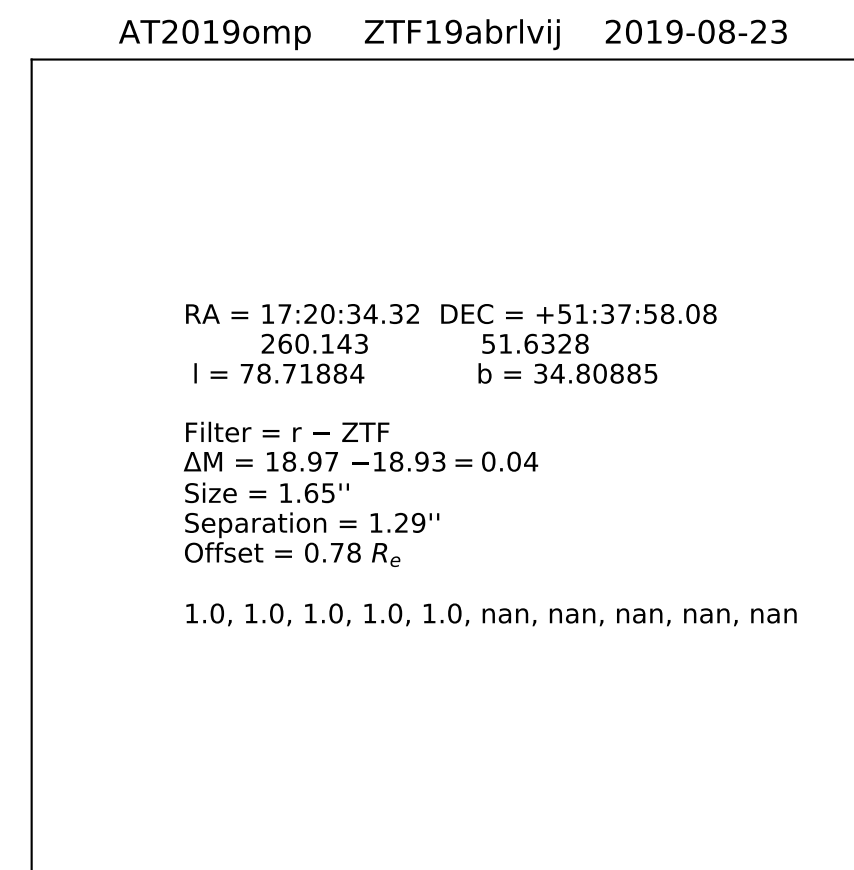 AT2019omp ZTF19abrlvij 2019-08-23
RA = 17:20:34.32 DEC = +51:37:58.08
260.143 51.6328
l = 78.71884 b = 34.80885
Filter = r − ZTF
ΔM = 18.97 −18.93 = 0.04
Size = 1.65''
Separation = 1.29''
Offset = 0.78 Re
1.0, 1.0, 1.0, 1.0, 1.0, nan, nan, nan, nan, nan